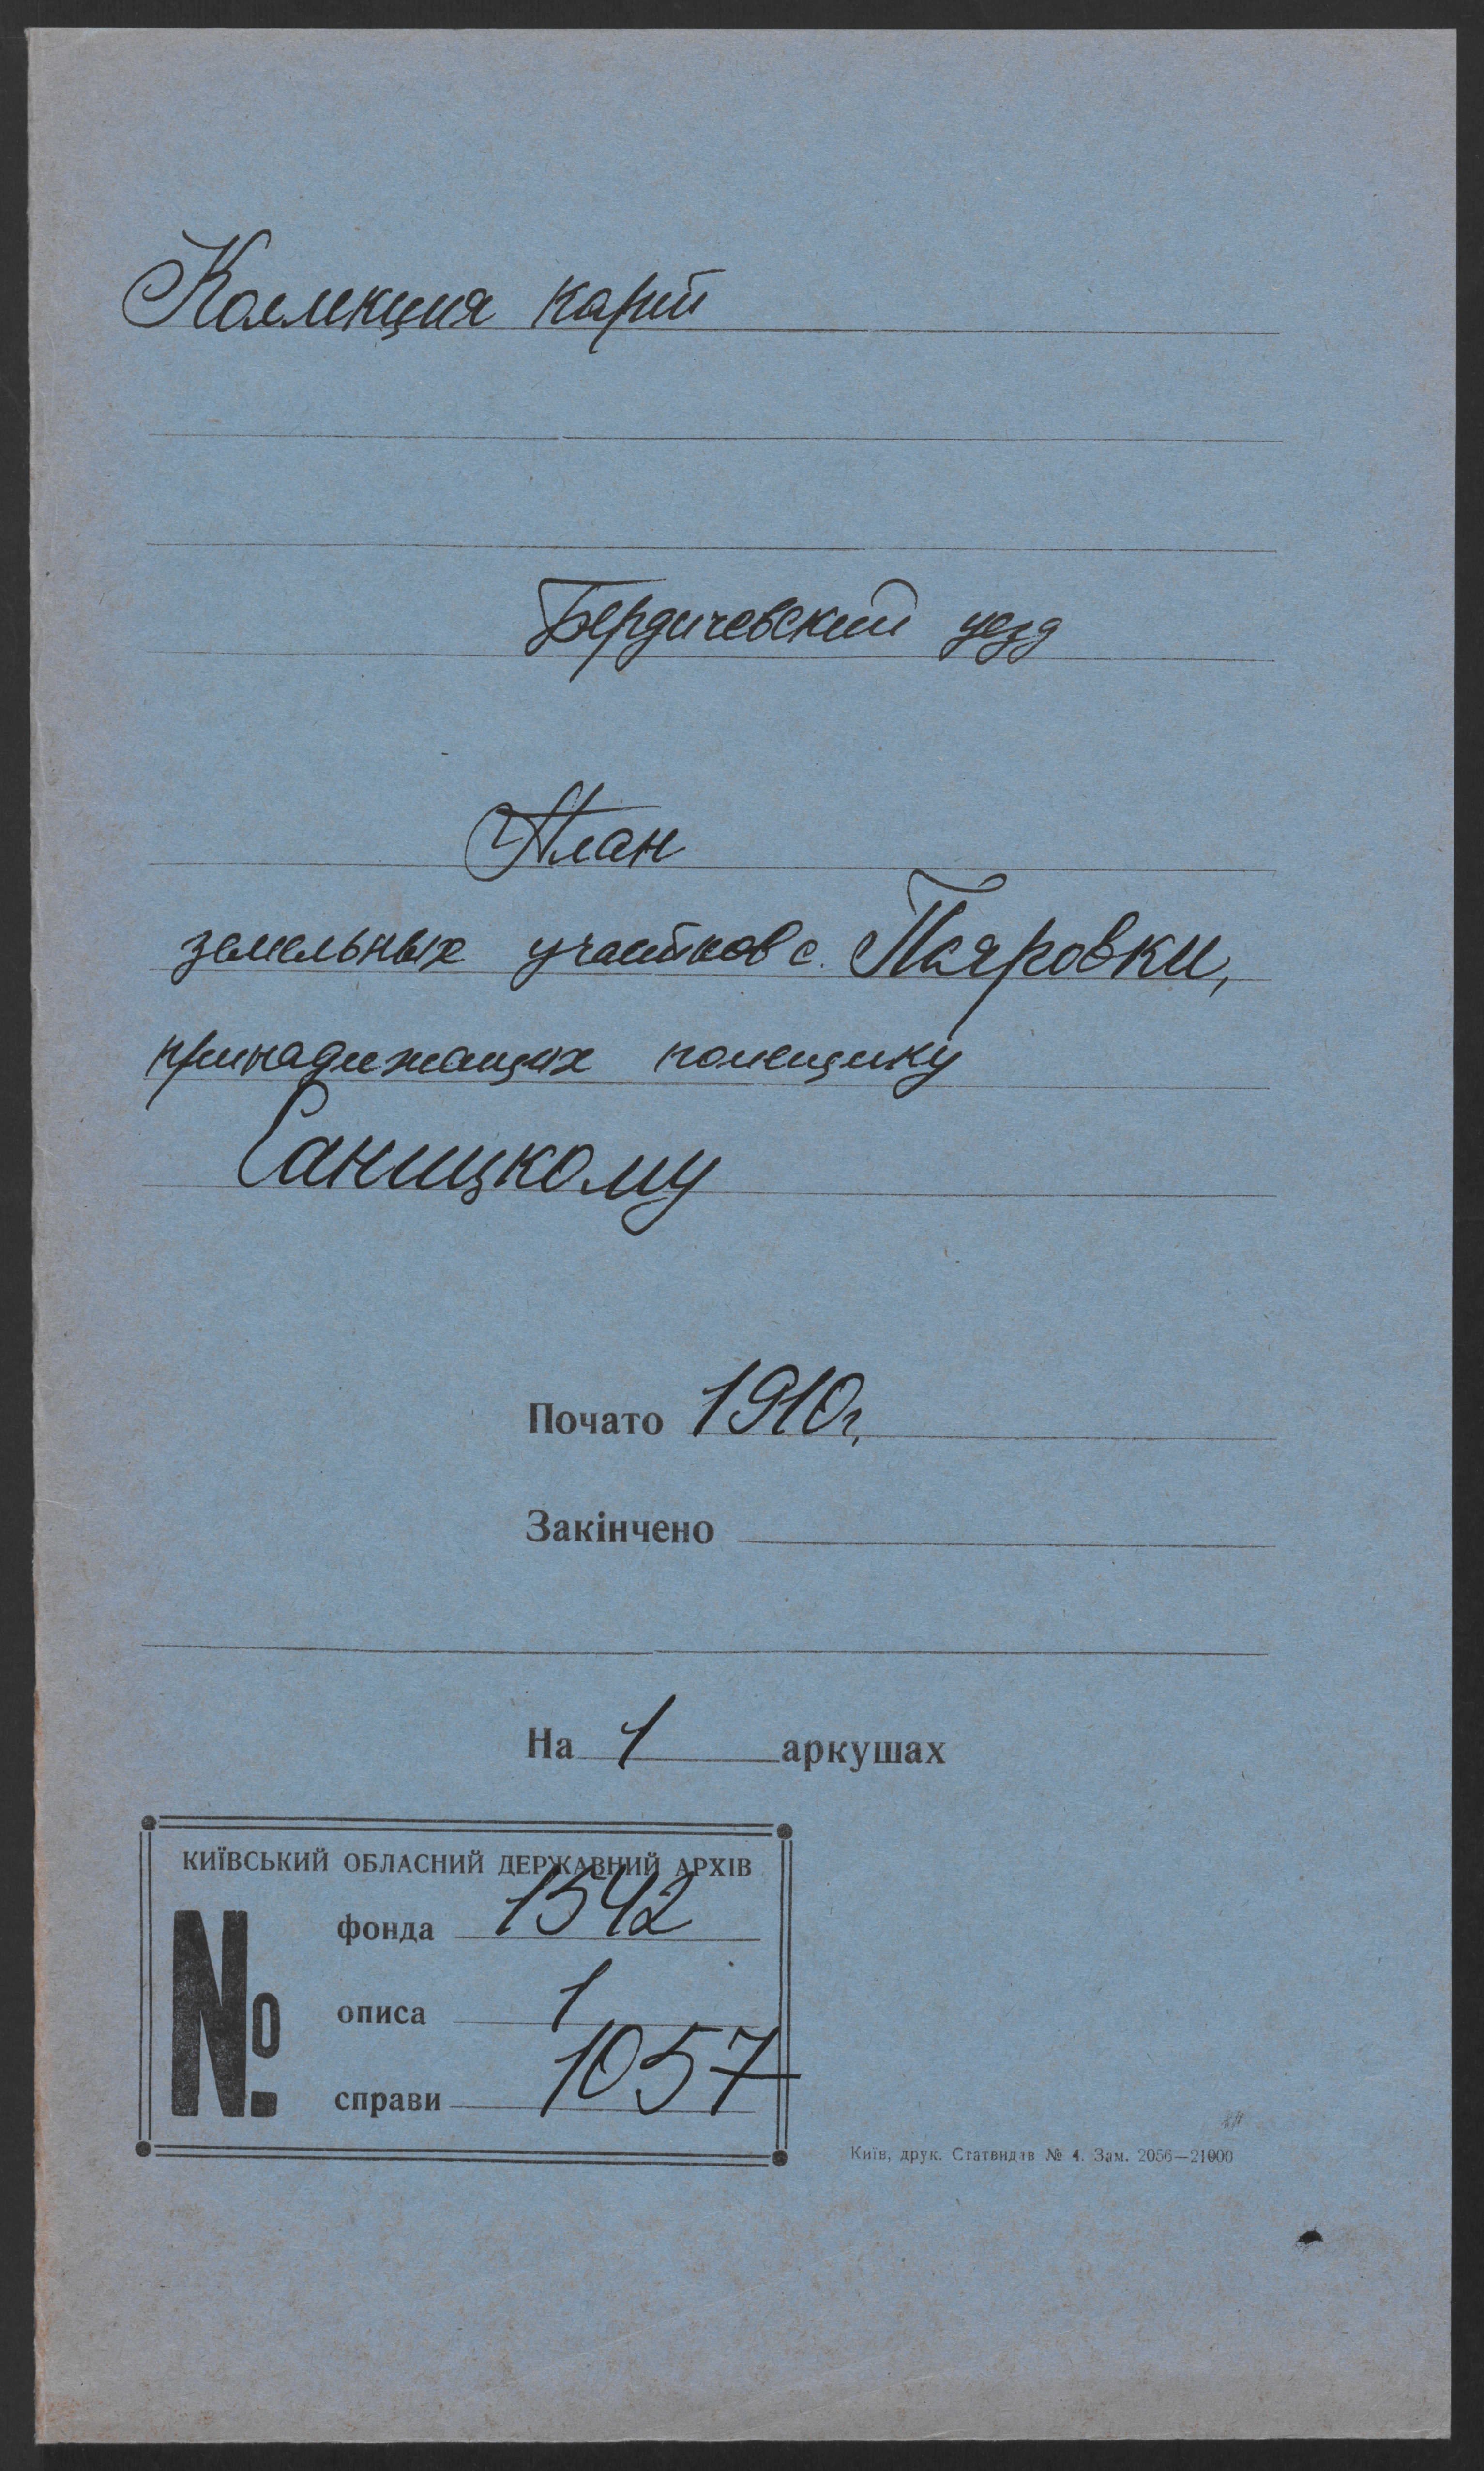 Коллекция карт
Бердичевский уезд
План
земельных участков с. Пляровки,
принадлежащих помещику
Саницкому
Почато 1910 г.
Закінчено
На 1 аркушах
КИЇВСЬКИЙ ОБЛАСНИЙ ДЕРЖАВНИЙ АРХІВ
№
фонда 1542
описа 1
справи 1057
Київ, друк. Статвидав № 4. Зам. 2056—21000